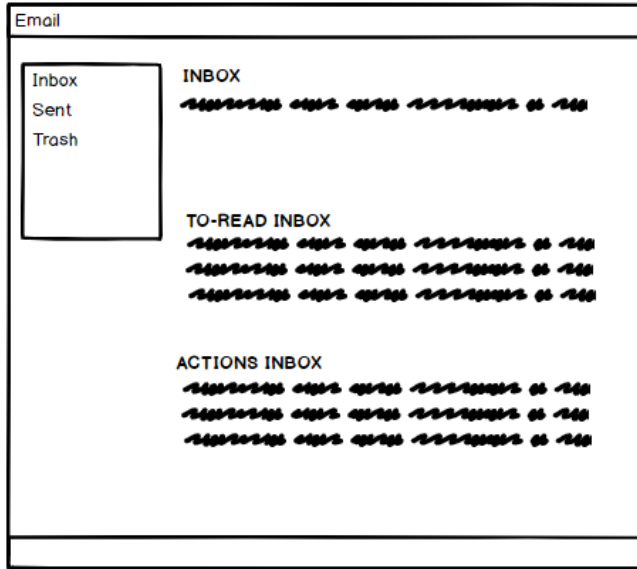 Email
Inbox
Sent
Trash
INBOX
TO-READ INBOX
ACTIONS INBOX